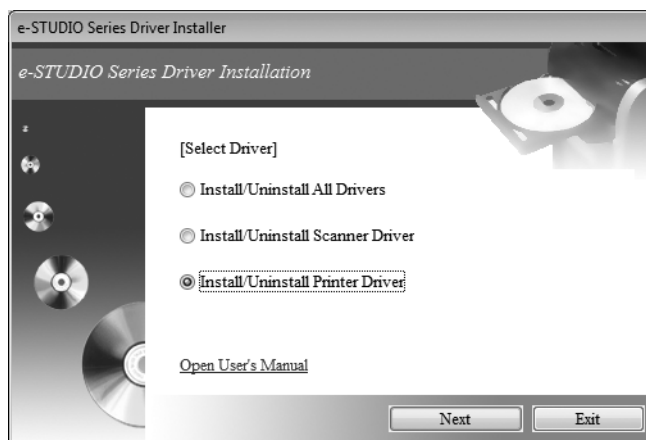 e-STUDIO Series Driver Installer
e-STUDIO Series Driver Installation
[Select Driver]
Install/Uninstall All Drivers
Install/Uninstall Scanner Driver
Install/Uninstall Printer Driver
Open User's Manual
Next Exit